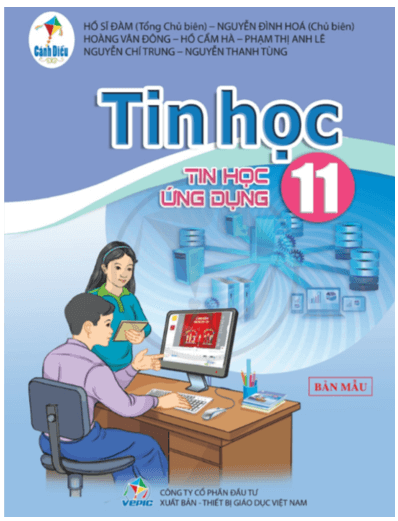 HỒ SĨ ĐÀM (Tổng Chủ biên) – NGUYỄN ĐÌNH HOÁ (Chủ biên)
HOÀNG VÂN ĐÔNG – HỒ CẨM HÀ – PHẠM THỊ ANH LÊ
NGUYỄN CHÍ TRUNG – NGUYỄN THANH TÙNG
Cánh Diều
Tin học
TIN HỌC
ỨNG DỤNG
11
BẢN MẪU
VEPIC
CÔNG TY CỔ PHẦN ĐẦU TƯ
XUẤT BẢN - THIẾT BỊ GIÁO DỤC VIỆT NAM